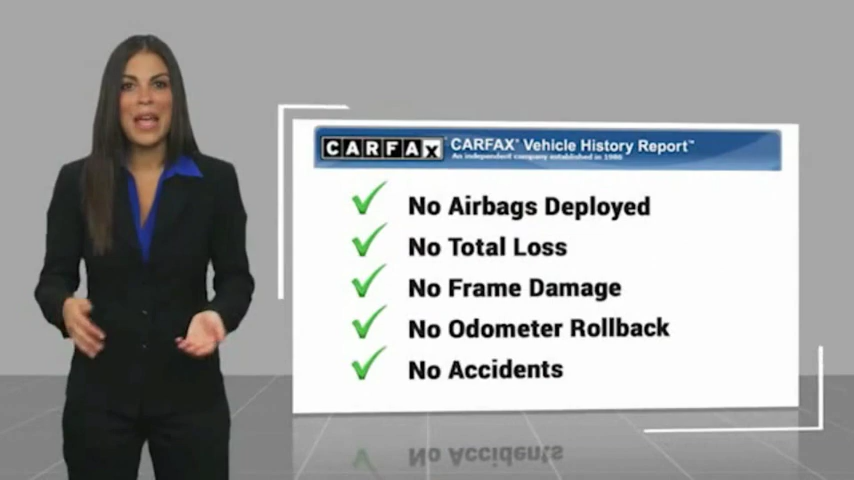 CARFAX CARFAX® Vehicle History Report™
An independent company established in 1986
No Airbags Deployed
No Total Loss
No Frame Damage
No Odometer Rollback
No Accidents
No Accidents